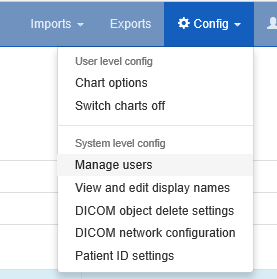 Imports Exports Config
User level config
Chart options
Switch charts off
System level config
Manage users
View and edit display names
DICOM object delete settings
DICOM network configuration
Patient ID settings